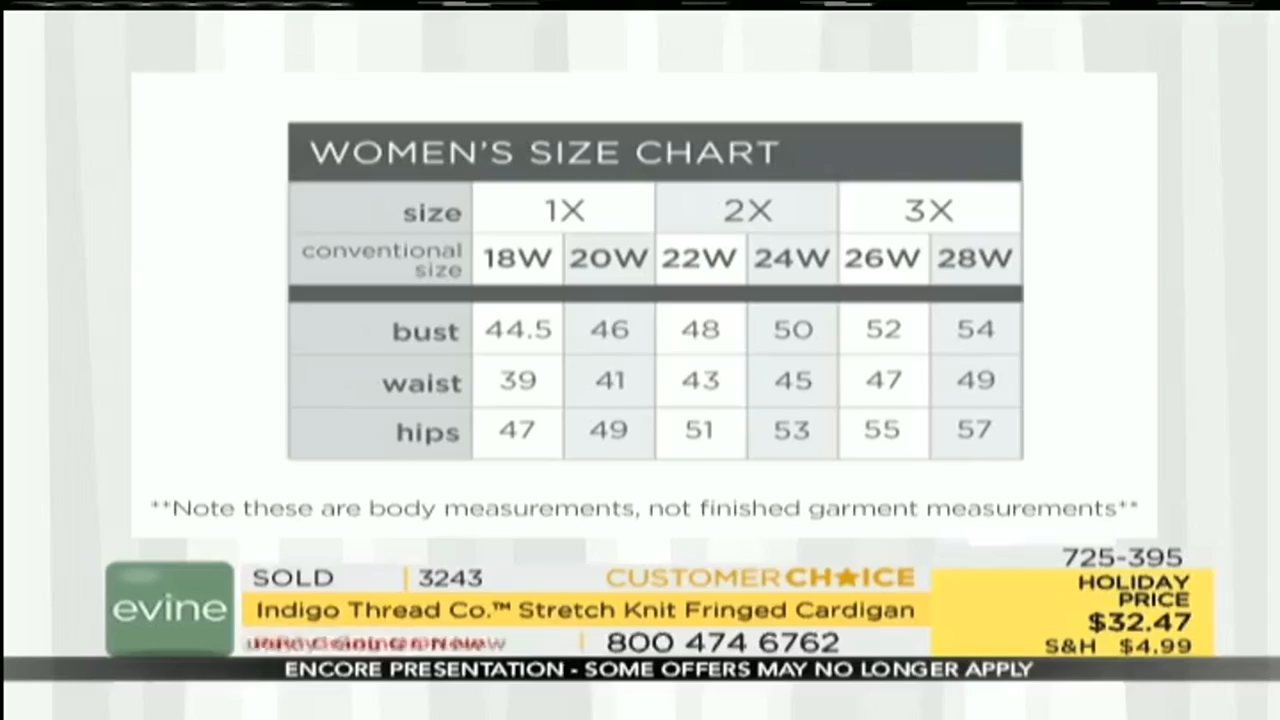 WOMEN'S SIZE CHART
size 1X 2X 3X
conventional size 18W 20W 22W 24W 26W 28W
bust 44.5 46 48 50 52 54
waist 39 41 43 45 47 49
hips 47 49 51 53 55 57
**Note these are body measurements, not finished garment measurements**
725-395
evine
SOLD 3243 CUSTOMER CHOICE
Indigo Thread Co.™ Stretch Knit Fringed Cardigan
800 474 6762
HOLIDAY
PRICE
$32.47
S&H $4.99
ENCORE PRESENTATION - SOME OFFERS MAY NO LONGER APPLY